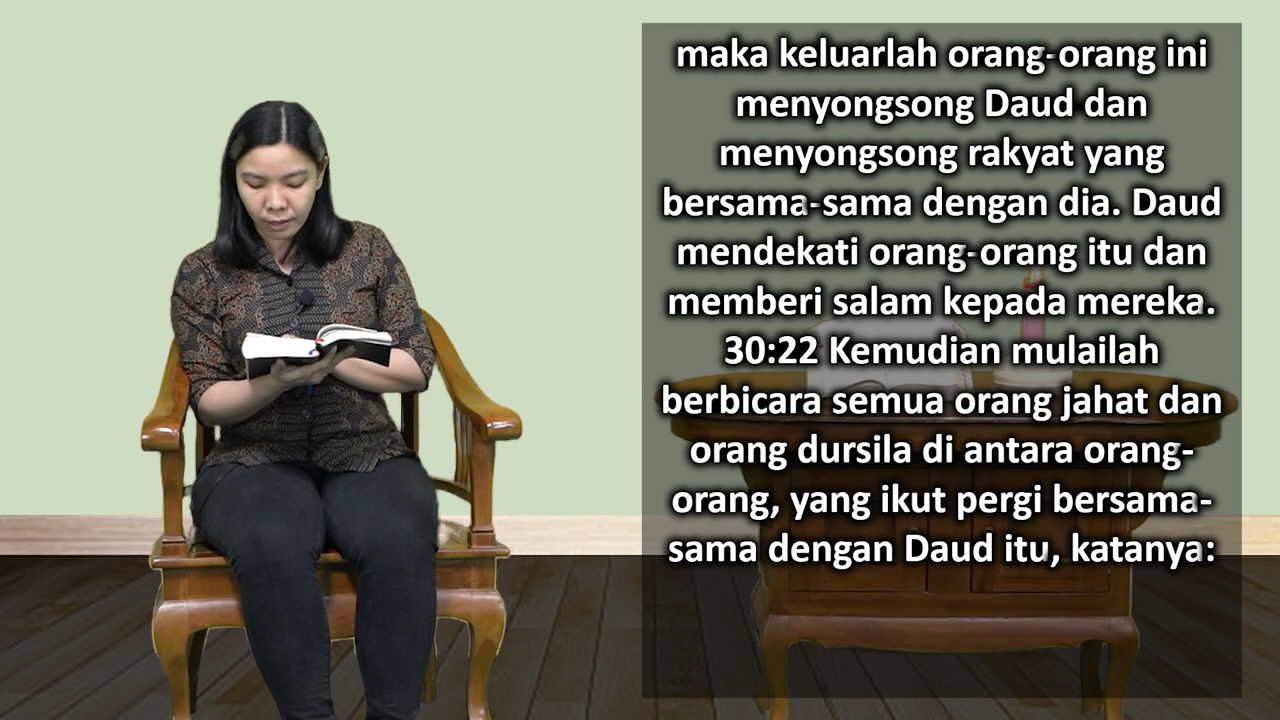 maka keluarlah orang-orang ini
menyongsong Daud dan
menyongsong rakyat yang
bersama-sama dengan dia. Daud
mendekati orang-orang itu dan
memberi salam kepada mereka.
30:22 Kemudian mulailah
berbicara semua orang jahat dan
orang dursila di antara orang-
orang, yang ikut pergi bersama-
sama dengan Daud itu, katanya: